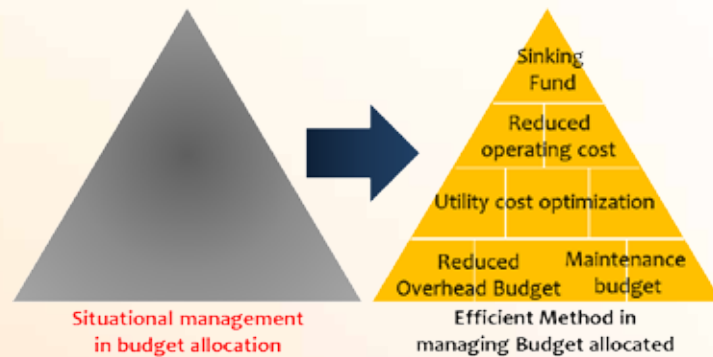 Sinking
Fund
Reduced
operating cost
Utility cost optimization
Reduced
Overhead Budget
Maintenance
budget
Situational management
in budget allocation
Efficient Method in
managing Budget allocated